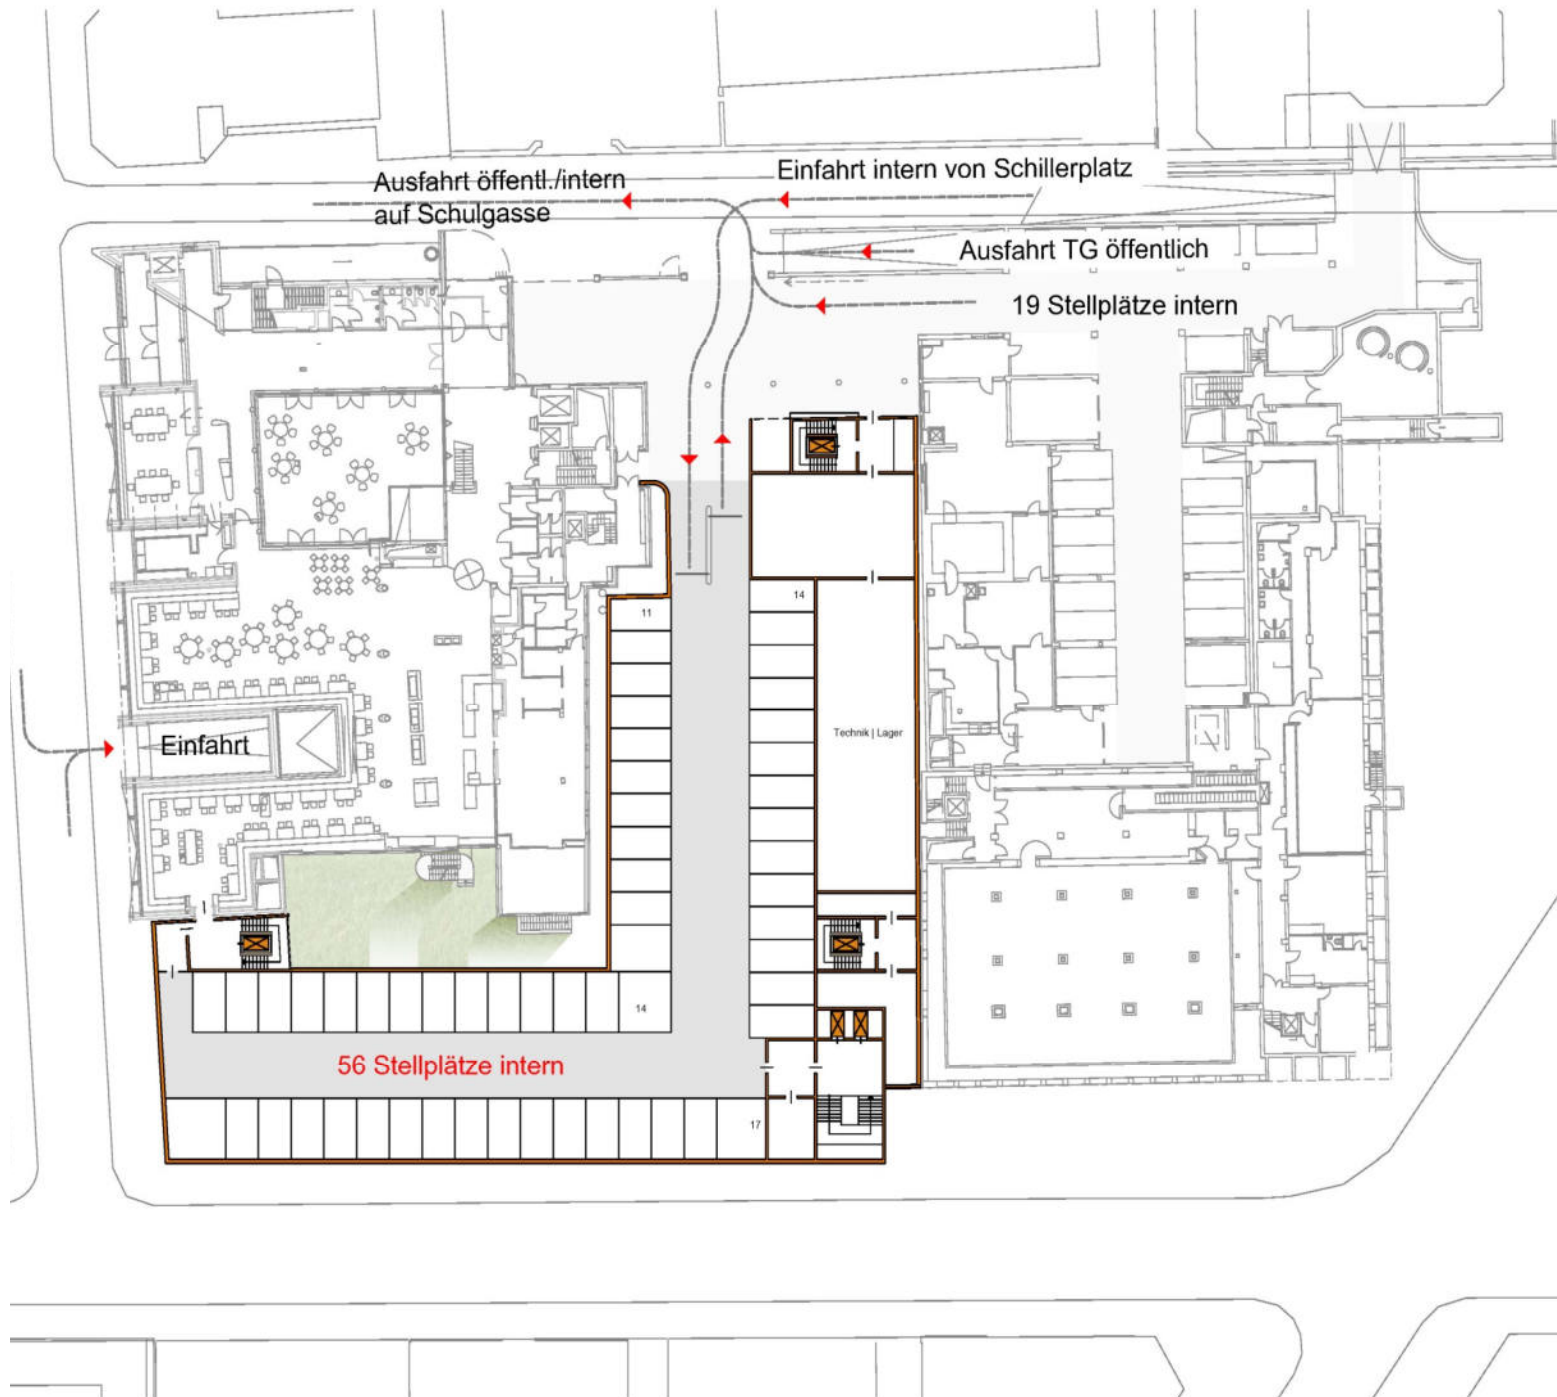 Ausfahrt öffentl./intern
auf Schulgasse
Einfahrt intern von Schillerplatz
Ausfahrt TG öffentlich
19 Stellplätze intern
11
14
Technik | Lager
Einfahrt
14
56 Stellplätze intern
17